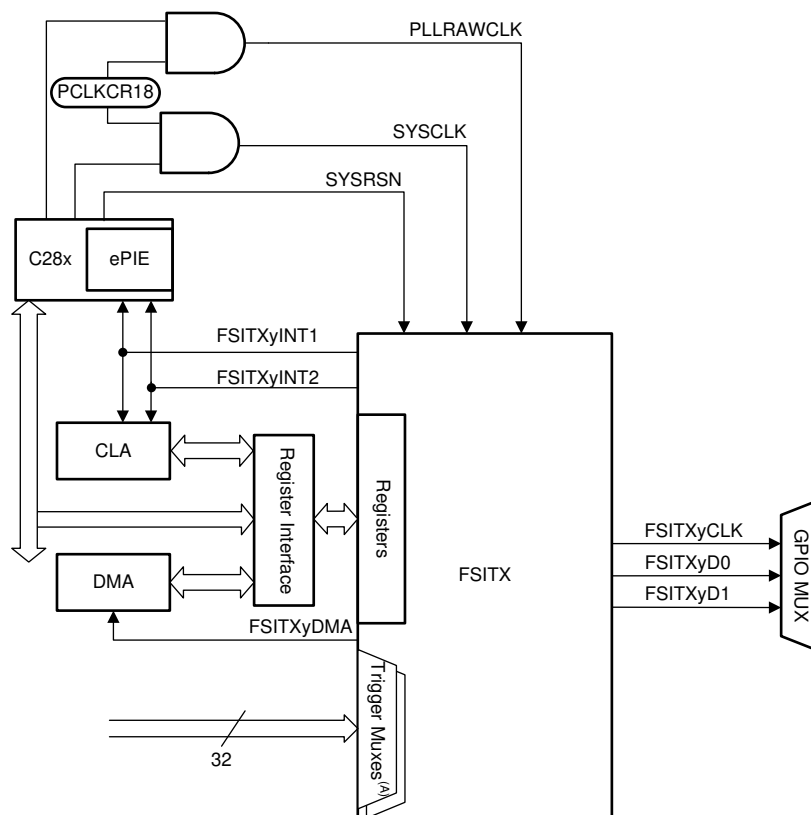 PLLRAWCLK
PCLKCR18
SYSCLK
SYSRSN
C28x
ePIE
FSITXyINT1
FSITXyINT2
CLA
Register Interface
Registers
FSITX
FSITXyCLK
FSITXyD0
FSITXyD1
GPIO MUX
DMA
FSITXyDMA
Trigger Muxes(A)
32